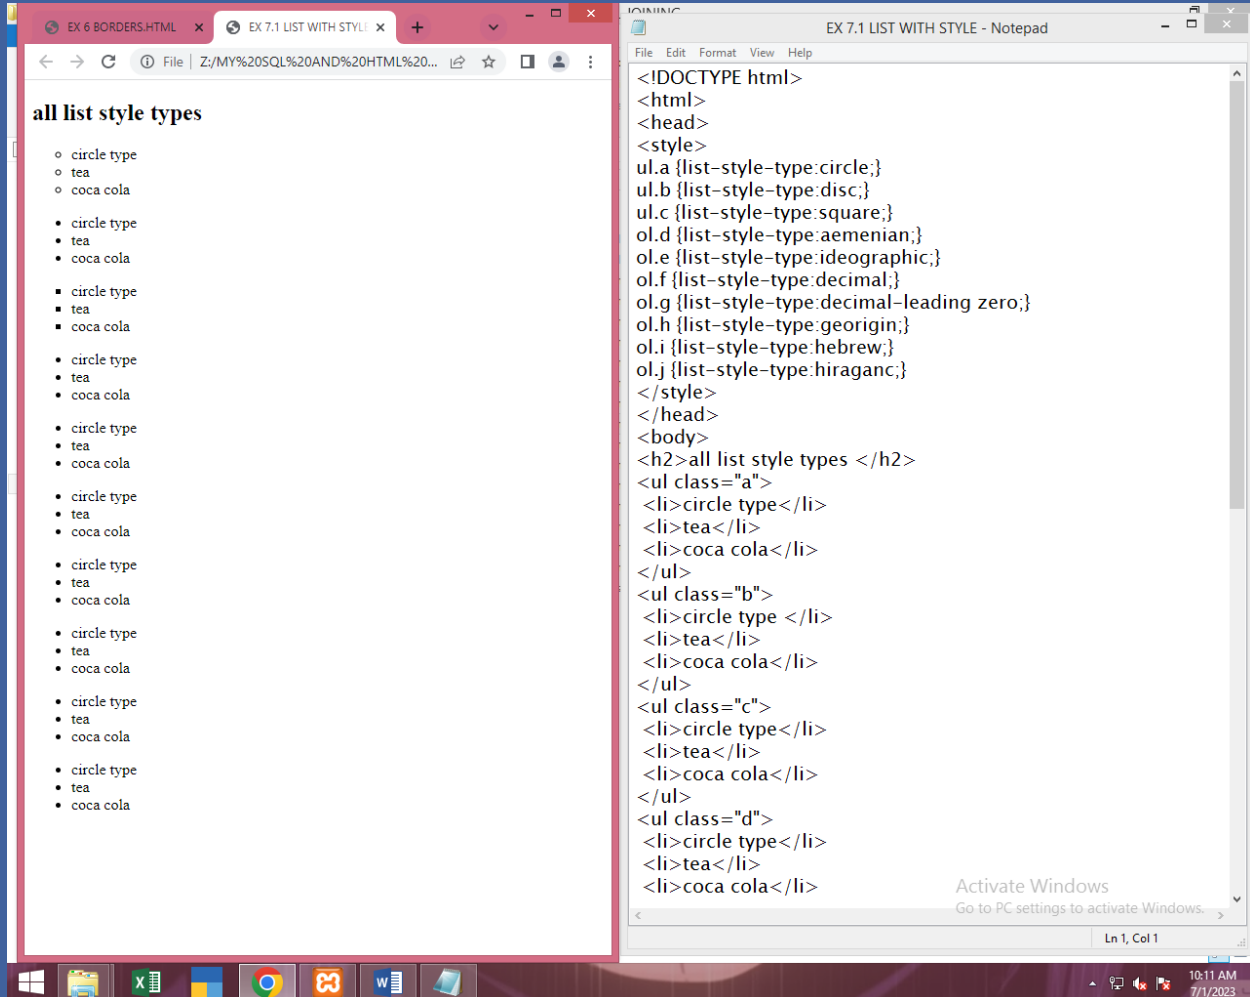 EX 6 BORDERS.HTML
EX 7.1 LIST WITH STYLE
File
Z:/MY%20SQL%20AND%20HTML%20...
all list style types
circle type
tea
coca cola
circle type
tea
coca cola
circle type
tea
coca cola
circle type
tea
coca cola
circle type
tea
coca cola
circle type
tea
coca cola
circle type
tea
coca cola
circle type
tea
coca cola
circle type
tea
coca cola
circle type
tea
coca cola
JOINING
EX 7.1 LIST WITH STYLE - Notepad
File Edit Format View Help
<!DOCTYPE html>
<html>
<head>
<style>
ul.a {list-style-type:circle;}
ul.b {list-style-type:disc;}
ul.c {list-style-type:square;}
ol.d {list-style-type:aemenian;}
ol.e {list-style-type:ideographic;}
ol.f {list-style-type:decimal;}
ol.g {list-style-type:decimal-leading zero;}
ol.h {list-style-type:georigin;}
ol.i {list-style-type:hebrew;}
ol.j {list-style-type:hiraganc;}
</style>
</head>
<body>
<h2>all list style types </h2>
<ul class="a">
<li>circle type</li>
<li>tea</li>
<li>coca cola</li>
</ul>
<ul class="b">
<li>circle type </li>
<li>tea</li>
<li>coca cola</li>
</ul>
<ul class="c">
<li>circle type</li>
<li>tea</li>
<li>coca cola</li>
</ul>
<ul class="d">
<li>circle type</li>
<li>tea</li>
<li>coca cola</li>
Activate Windows
Go to PC settings to activate Windows.
Ln 1, Col 1
10:11 AM
7/1/2023